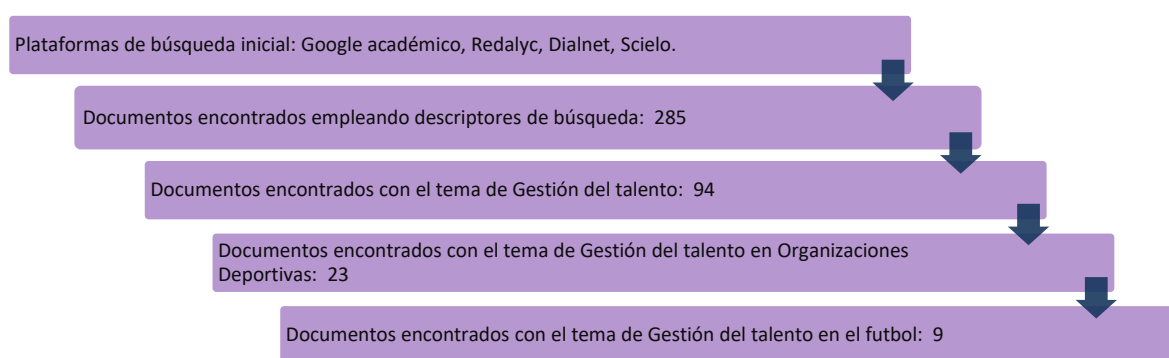 Plataformas de búsqueda inicial: Google académico, Redalyc, Dialnet, Scielo.
Documentos encontrados empleando descriptores de búsqueda:  285
Documentos encontrados con el tema de Gestión del talento:  94
Documentos encontrados con el tema de Gestión del talento en Organizaciones
Deportivas:  23
Documentos encontrados con el tema de Gestión del talento en el futbol:  9